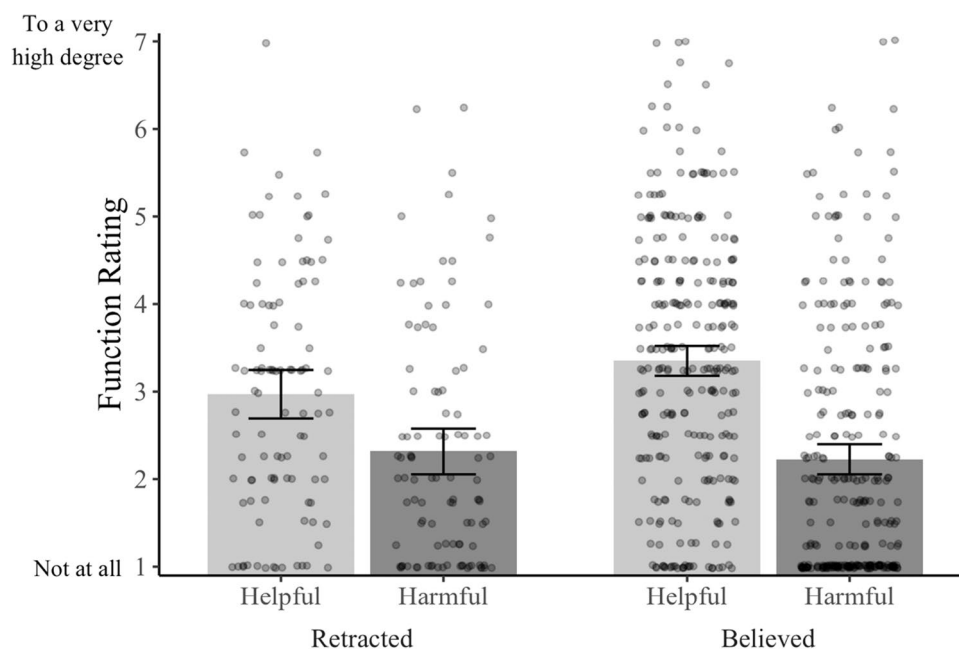 To a very
high degree
7
6
5
4
3
2
Not at all 1
Function Rating
Helpful Harmful Helpful Harmful
Retracted Believed